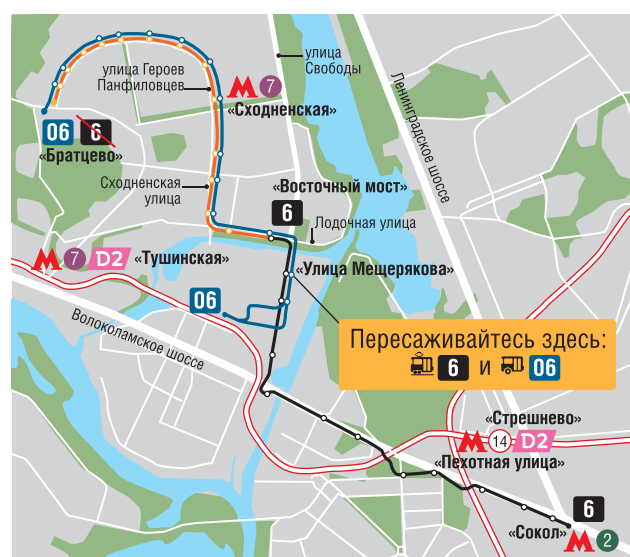 улица
Свободы
улица Героев
Панфиловцев
М 7
«Сходненская»
Ленинградское шоссе
06 6
«Братцево»
Сходненская
улица
«Восточный мост»
6
Лодочная улица
М 7 D2 «Тушинская»
«Улица Мещерякова»
06
Волоколамское шоссе
Пересаживайтесь здесь:
6 и 06
«Стрешнево»
М 14 D2
«Пехотная улица»
6
«Сокол»
М 2